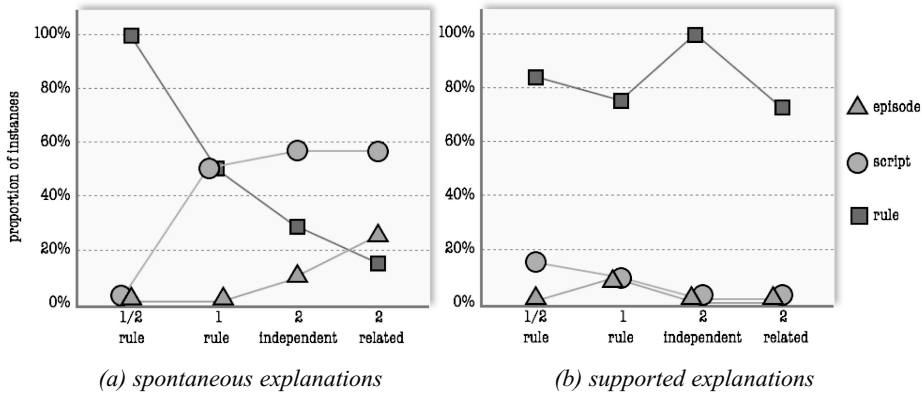 proportion of instances
100%
80%
60%
40%
20%
0%
1/2 rule
1 rule
2 independent
2 related
(a) spontaneous explanations
100%
80%
60%
40%
20%
0%
1/2 rule
1 rule
2 independent
2 related
(b) supported explanations
episode
script
rule